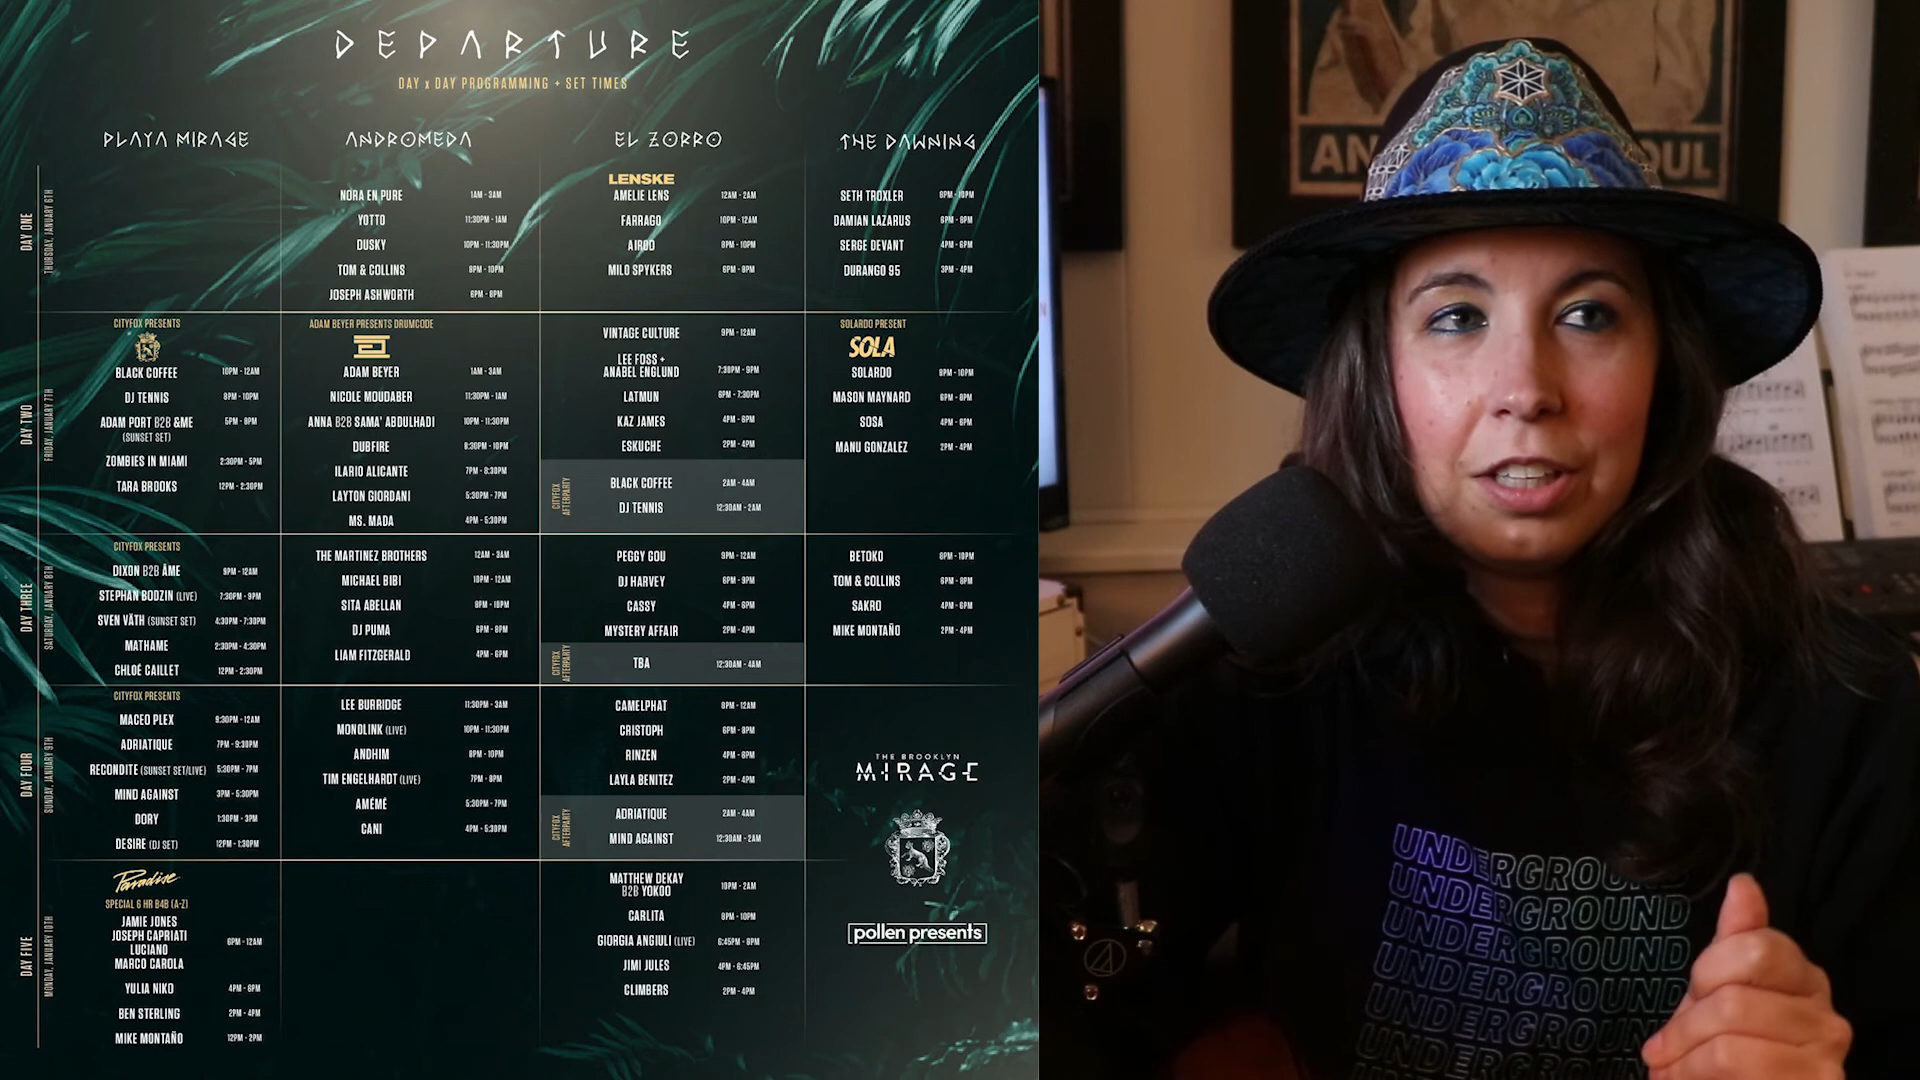 DEPARTURE
DAY x DAY PROGRAMMING + SET TIMES
PLAYA MIRAGE
ANDROMEDA
EL ZORRO
THE DAWNING
DAY ONE
THURSDAY, JANUARY 6TH
NORA EN PURE 1AM - 3AM
YOTTO 11:30PM - 1AM
DUSKY 10PM - 11:30PM
TOM & COLLINS 8PM - 10PM
JOSEPH ASHWORTH 6PM - 8PM
LENSKE
AMELIE LENS 12AM - 2AM
FARRAGO 10PM - 12AM
AIROD 8PM - 10PM
MILO SPYKERS 6PM - 8PM
SETH TROXLER 8PM - 10PM
DAMIAN LAZARUS 6PM - 8PM
SERGE DEVANT 4PM - 6PM
DURANGO 95 3PM - 4PM
DAY TWO
FRIDAY, JANUARY 7TH
CITYFOX PRESENTS
BLACK COFFEE 10PM - 12AM
DJ TENNIS 8PM - 10PM
ADAM PORT B2B &ME 5PM - 8PM
(SUNSET SET)
ZOMBIES IN MIAMI 2:30PM - 5PM
TARA BROOKS 12PM - 2:30PM
ADAM BEYER PRESENTS DRUMCODE
ADAM BEYER 1AM - 3AM
NICOLE MOUDABER 11:30PM - 1AM
ANNA B2B SAMA' ABDULHADI 10PM - 11:30PM
DUBFIRE 8:30PM - 10PM
ILARIO ALICANTE 7PM - 8:30PM
LAYTON GIORDANI 5:30PM - 7PM
MS. MADA 4PM - 5:30PM
VINTAGE CULTURE 9PM - 12AM
LEE FOSS +
ANABEL ENGLUND 7:30PM - 9PM
LATMUN 6PM - 7:30PM
KAZ JAMES 4PM - 6PM
ESKUCHE 2PM - 4PM
CITYFOX
AFTERPARTY
BLACK COFFEE 2AM - 4AM
DJ TENNIS 12:30AM - 2AM
SOLARDO PRESENT
SOLA
SOLARDO 8PM - 10PM
MASON MAYNARD 6PM - 8PM
SOSA 4PM - 6PM
MANU GONZALEZ 2PM - 4PM
DAY THREE
SATURDAY, JANUARY 8TH
CITYFOX PRESENTS
DIXON B2B ÂME 9PM - 12AM
STEPHAN BODZIN (LIVE) 7:30PM - 9PM
SVEN VÄTH (SUNSET SET) 4:30PM - 7:30PM
MATHAME 2:30PM - 4:30PM
CHLOÉ CAILLET 12PM - 2:30PM
THE MARTINEZ BROTHERS 12AM - 3AM
MICHAEL BIBI 10PM - 12AM
SITA ABELLAN 8PM - 10PM
DJ PUMA 6PM - 8PM
LIAM FITZGERALD 4PM - 6PM
PEGGY GOU 9PM - 12AM
DJ HARVEY 6PM - 9PM
CASSY 4PM - 6PM
MYSTERY AFFAIR 2PM - 4PM
CITYFOX
AFTERPARTY
TBA 12:30AM - 4AM
BETOKO 8PM - 10PM
TOM & COLLINS 6PM - 8PM
SAKRO 4PM - 6PM
MIKE MONTAÑO 2PM - 4PM
DAY FOUR
SUNDAY, JANUARY 9TH
CITYFOX PRESENTS
MACEO PLEX 9:30PM - 12AM
ADRIATIQUE 7PM - 9:30PM
RECONDITE (SUNSET SET/LIVE) 5:30PM - 7PM
MIND AGAINST 3PM - 5:30PM
DORY 1:30PM - 3PM
DESIRE (DJ SET) 12PM - 1:30PM
LEE BURRIDGE 11:30PM - 3AM
MONOLINK (LIVE) 10PM - 11:30PM
ANDHIM 8PM - 10PM
TIM ENGELHARDT (LIVE) 7PM - 8PM
AMÉMÉ 5:30PM - 7PM
CANI 4PM - 5:30PM
CAMELPHAT 8PM - 12AM
CRISTOPH 6PM - 8PM
RINZEN 4PM - 6PM
LAYLA BENITEZ 2PM - 4PM
CITYFOX
AFTERPARTY
ADRIATIQUE 2AM - 4AM
MIND AGAINST 12:30AM - 2AM
THE BROOKLYN
MIRAGE
pollen presents
DAY FIVE
MONDAY, JANUARY 10TH
Paradise
SPECIAL 6 HR B4B (A-Z)
JAMIE JONES
JOSEPH CAPRIATI
LUCIANO
MARCO CAROLA
6PM - 12AM
YULIA NIKO 4PM - 6PM
BEN STERLING 2PM - 4PM
MIKE MONTAÑO 12PM - 2PM
MATTHEW DEKAY
B2B YOKOO 10PM - 2AM
CARLITA 8PM - 10PM
GIORGIA ANGIULI (LIVE) 6:45PM - 8PM
JIMI JULES 4PM - 6:45PM
CLIMBERS 2PM - 4PM
AN
OUL
UNDERGROUND
UNDERGROUND
UNDERGROUND
UNDERGROUND
UNDERGROUND
UNDERGROUND
UNDERGROUND